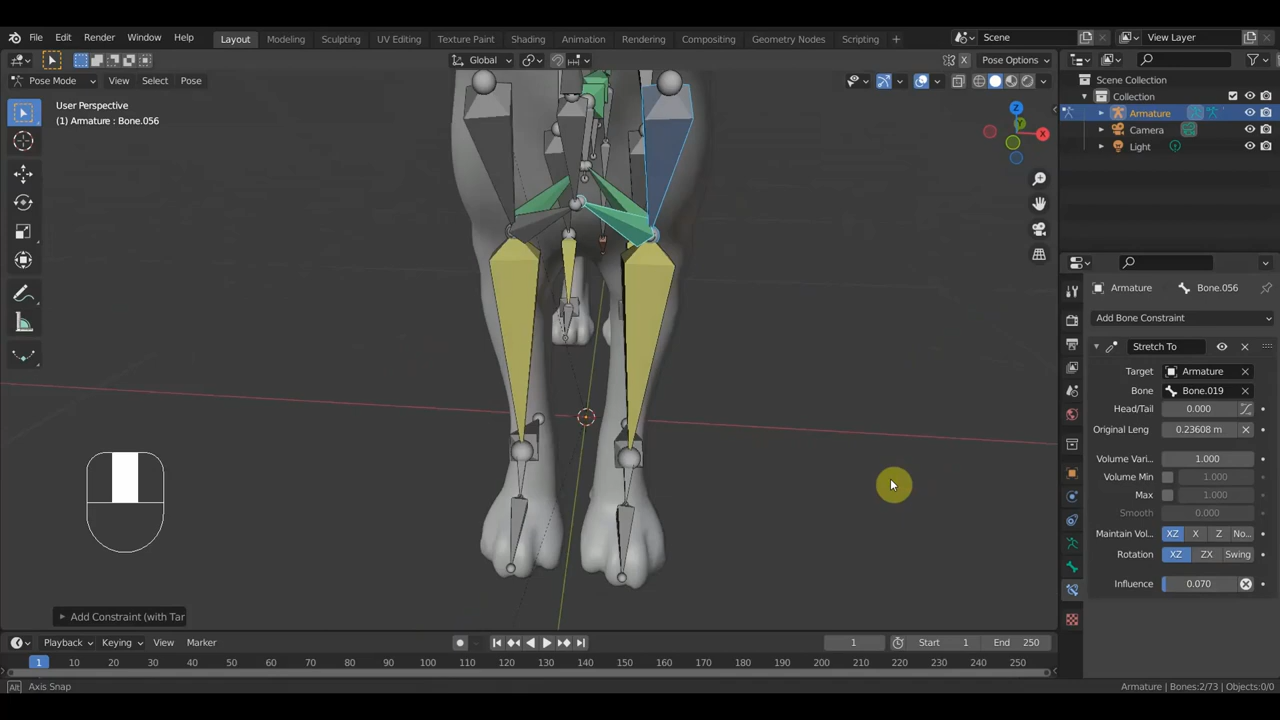 File Edit Render Window Help Layout Modeling Sculpting UV Editing Texture Paint Shading Animation Rendering Compositing Geometry Nodes Scripting + Scene View Layer
Global X Pose Options
Pose Mode View Select Pose
User Perspective
(1) Armature : Bone.056
Z
Y
X
Scene Collection
Collection
Armature
Camera
Light
Armature Bone.056
Add Bone Constraint
Stretch To
Target Armature
Bone Bone.019
Head/Tail 0.000
Original Leng 0.23608 m
Volume Vari... 1.000
Volume Min 1.000
Max 1.000
Smooth 0.000
Maintain Vol... XZ X Z No...
Rotation XZ ZX Swing
Influence 0.070
Add Constraint (with Tar
Playback Keying View Marker 1 Start 1 End 250
1 10 20 30 40 50 60 70 80 90 100 110 120 130 140 150 160 170 180 190 200 210 220 230 240 250
Alt Axis Snap Armature | Bones:2/73 | Objects:0/0